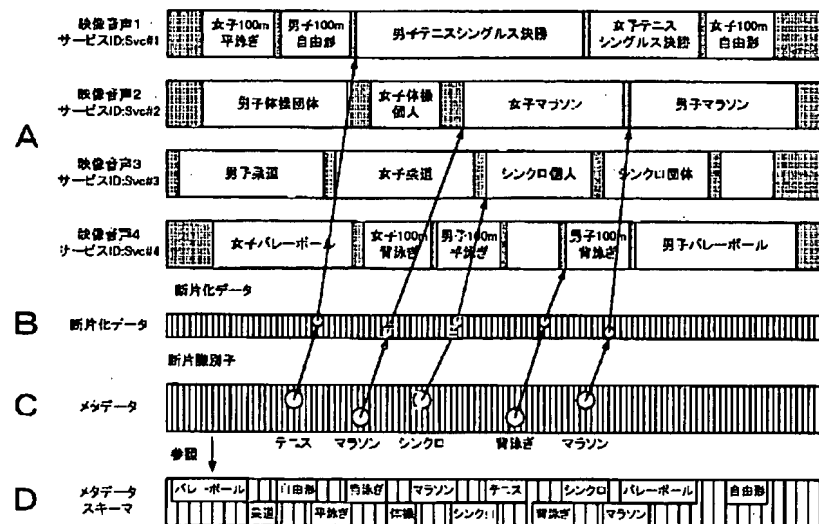 映像音声1
サービスID:Svc#1
女子100m
平泳ぎ
男子100m
自由形
男子テニスシングルス決勝
女子テニス
シングルス決勝
女子100m
自由形
A
映像音声2
サービスID:Svc#2
男子体操団体
女子体操
個人
女子マラソン
男子マラソン
映像音声3
サービスID:Svc#3
男子柔道
女子柔道
シンクロ個人
シンクロ団体
映像音声4
サービスID:Svc#4
女子バレーボール
女子100m
背泳ぎ
男子100m
平泳ぎ
男子100m
背泳ぎ
男子バレーボール
断片化データ
B
断片化データ
断片識別子
C
メタデータ
テニス
マラソン
シンクロ
背泳ぎ
マラソン
参照
D
メタデータ
スキーマ
バレーボール
自由形
背泳ぎ
マラソン
テニス
シンクロ
バレーボール
自由形
柔道
平泳ぎ
体操
シンクロ
背泳ぎ
マラソン